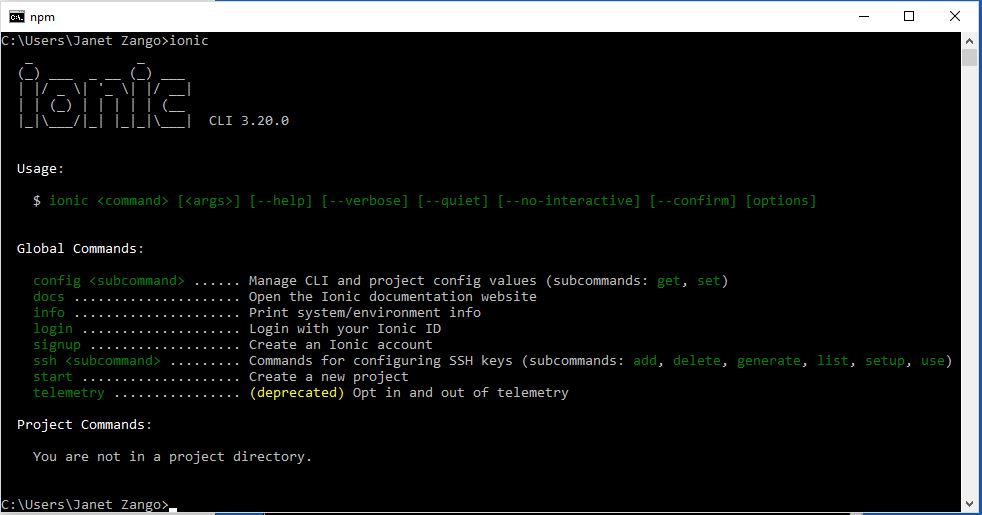 npm
C:\Users\Janet Zango>ionic
ionic CLI 3.20.0
Usage:
$ ionic <command> [<args>] [--help] [--verbose] [--quiet] [--no-interactive] [--confirm] [options]
Global Commands:
config <subcommand> ...... Manage CLI and project config values (subcommands: get, set)
docs ..................... Open the Ionic documentation website
info ..................... Print system/environment info
login .................... Login with your Ionic ID
signup ................... Create an Ionic account
ssh <subcommand> ......... Commands for configuring SSH keys (subcommands: add, delete, generate, list, setup, use)
start .................... Create a new project
telemetry ................ (deprecated) Opt in and out of telemetry
Project Commands:
You are not in a project directory.
C:\Users\Janet Zango>